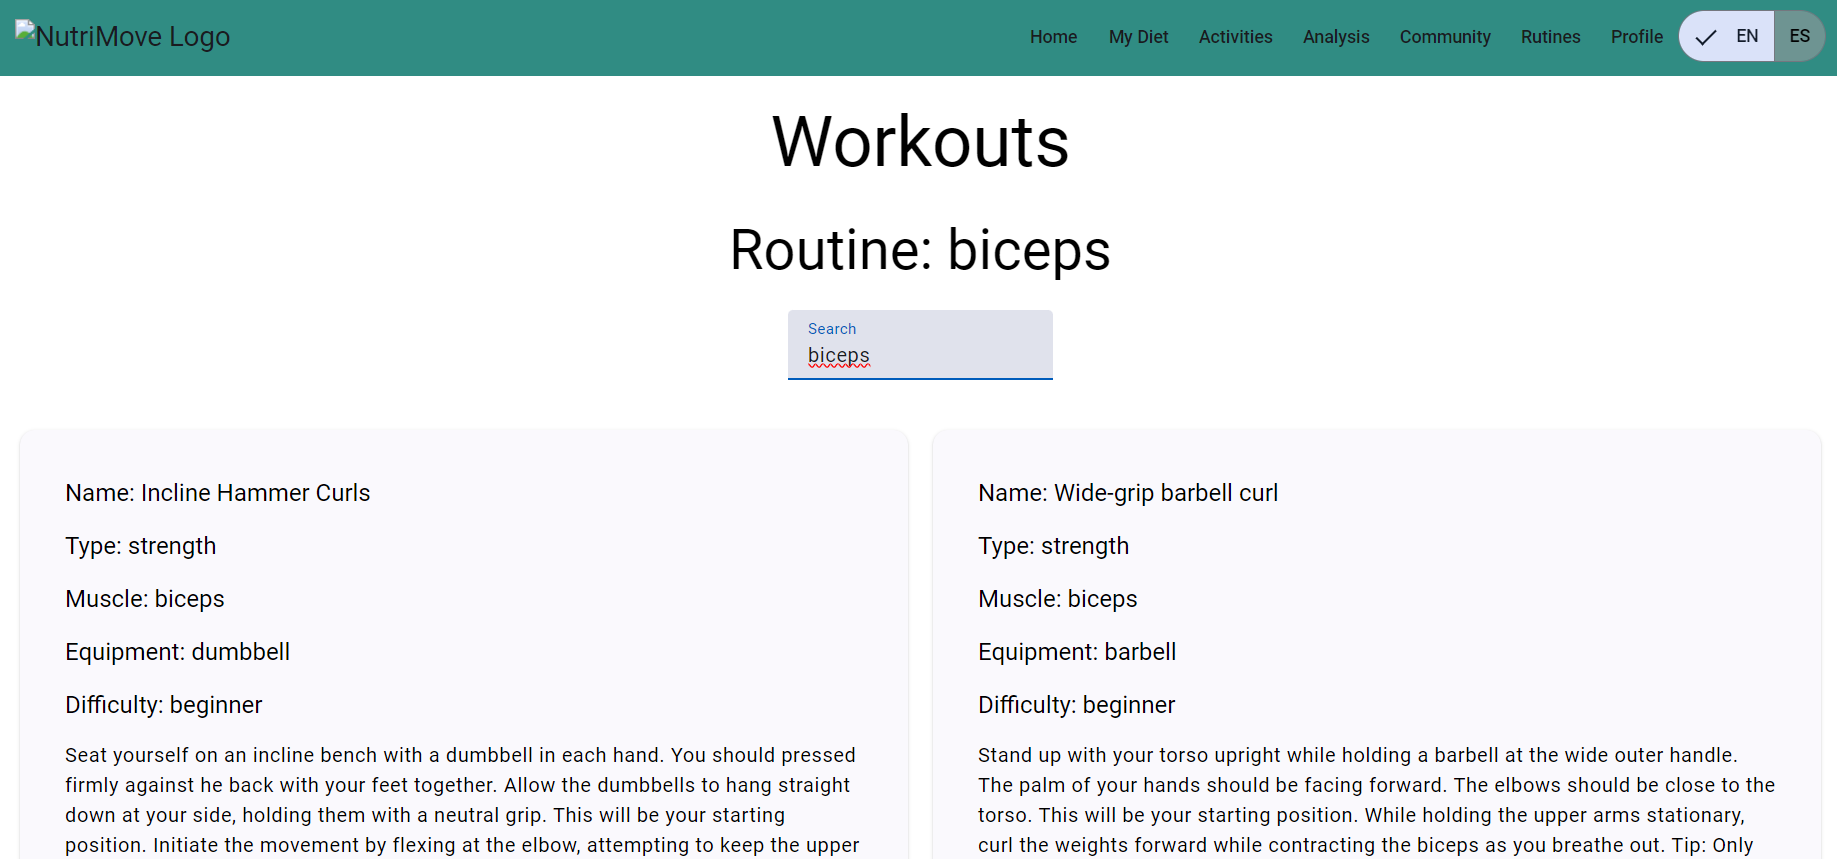 NutriMove Logo
Home My Diet Activities Analysis Community Rutines Profile EN ES
Workouts
Routine: biceps
Search
biceps
Name: Incline Hammer Curls
Type: strength
Muscle: biceps
Equipment: dumbbell
Difficulty: beginner
Seat yourself on an incline bench with a dumbbell in each hand. You should pressed
firmly against he back with your feet together. Allow the dumbbells to hang straight
down at your side, holding them with a neutral grip. This will be your starting
position. Initiate the movement by flexing at the elbow, attempting to keep the upper
Name: Wide-grip barbell curl
Type: strength
Muscle: biceps
Equipment: barbell
Difficulty: beginner
Stand up with your torso upright while holding a barbell at the wide outer handle.
The palm of your hands should be facing forward. The elbows should be close to the
torso. This will be your starting position. While holding the upper arms stationary,
curl the weights forward while contracting the biceps as you breathe out. Tip: Only